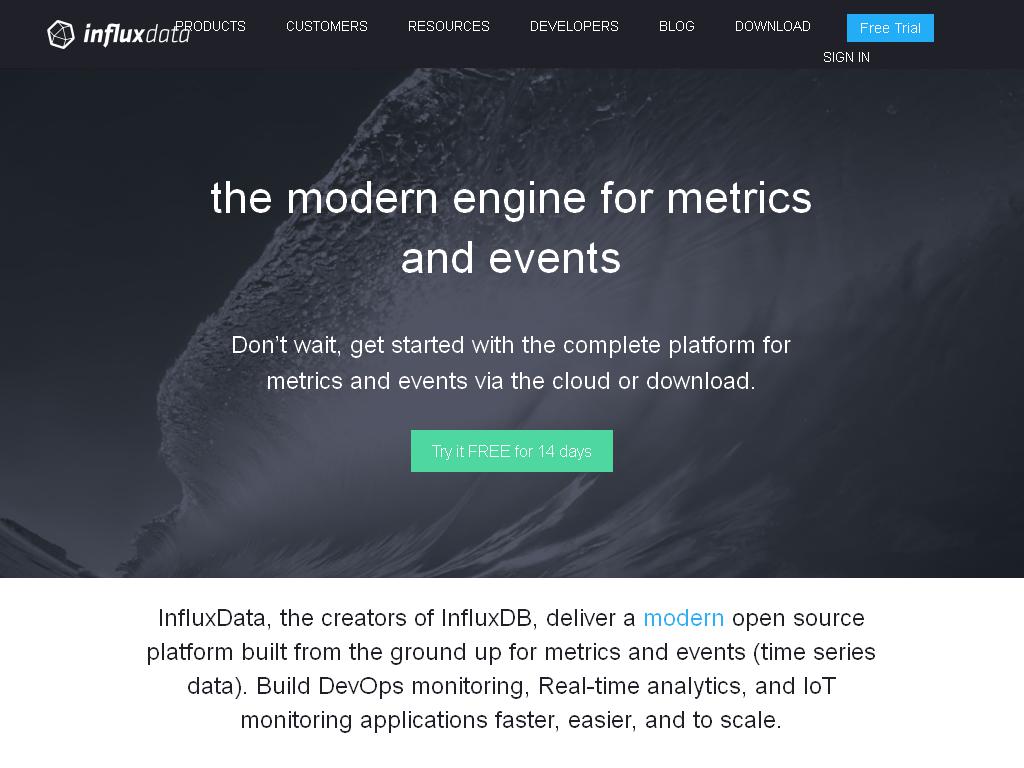 influxdata
PRODUCTS CUSTOMERS RESOURCES DEVELOPERS BLOG DOWNLOAD Free Trial
SIGN IN
the modern engine for metrics
and events
Don’t wait, get started with the complete platform for
metrics and events via the cloud or download.
Try it FREE for 14 days
InfluxData, the creators of InfluxDB, deliver a modern open source
platform built from the ground up for metrics and events (time series
data). Build DevOps monitoring, Real-time analytics, and IoT
monitoring applications faster, easier, and to scale.